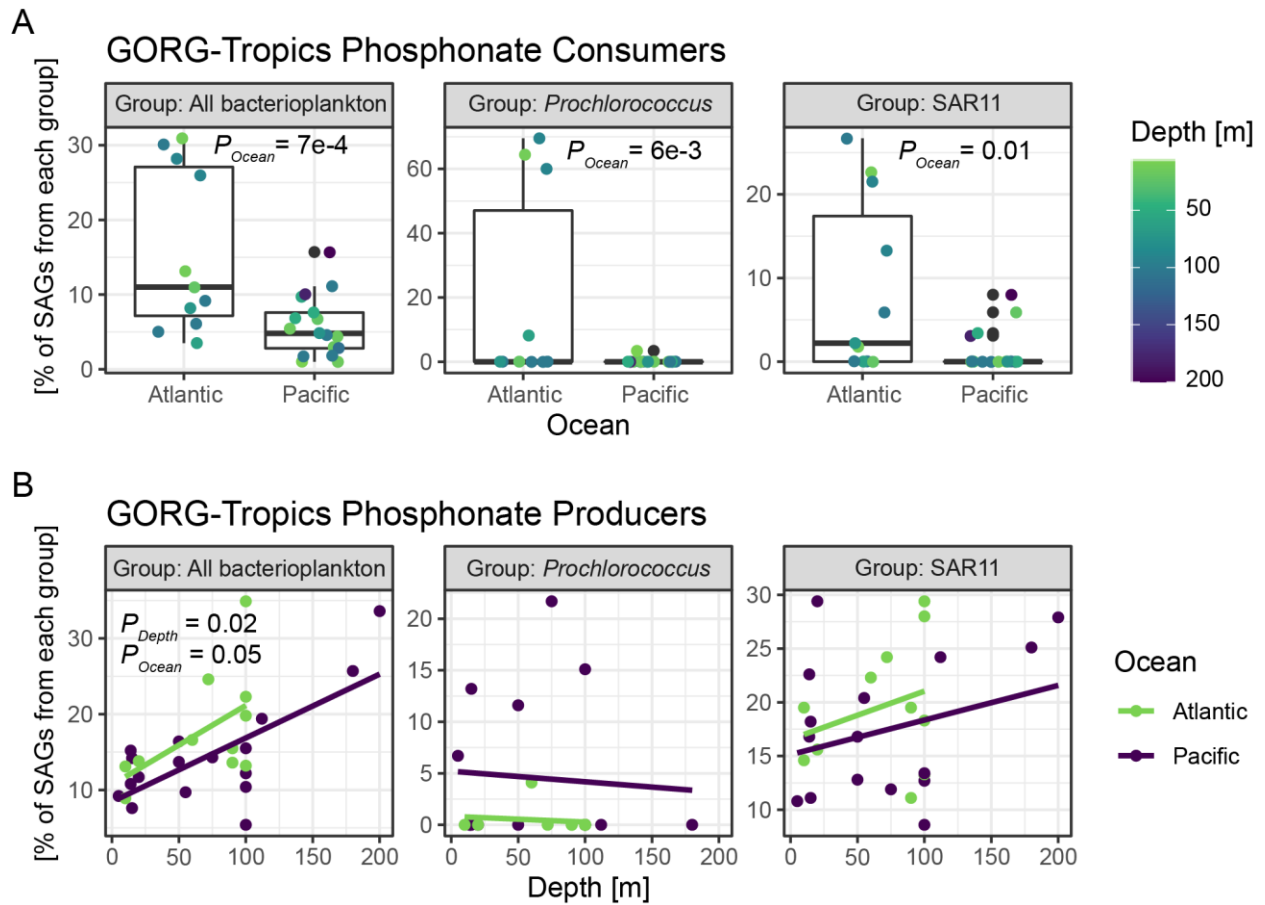 A
GORG-Tropics Phosphonate Consumers
[% of SAGs from each group]
Group: All bacterioplankton
Group: Prochlorococcus
Group: SAR11
P_Ocean = 7e-4
P_Ocean = 6e-3
P_Ocean = 0.01
30
20
10
0
60
40
20
0
20
10
0
Atlantic Pacific
Atlantic Pacific
Atlantic Pacific
Ocean
Depth [m]
50
100
150
200
B
GORG-Tropics Phosphonate Producers
[% of SAGs from each group]
Group: All bacterioplankton
Group: Prochlorococcus
Group: SAR11
P_Depth = 0.02
P_Ocean = 0.05
30
20
10
20
15
10
5
0
30
25
20
15
10
0 50 100 150 200
0 50 100 150 200
0 50 100 150 200
Depth [m]
Ocean
Atlantic
Pacific